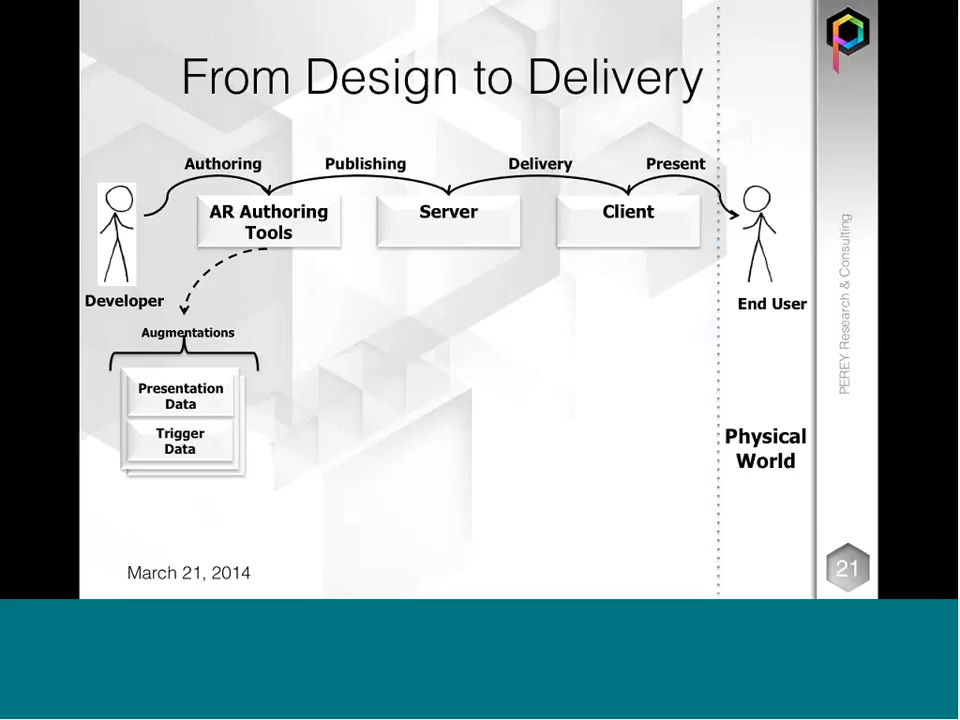 From Design to Delivery
Authoring
Publishing
Delivery
Present
AR Authoring
Tools
Server
Client
Developer
End User
Augmentations
Presentation
Data
Trigger
Data
Physical
World
PEREY Research & Consulting
March 21, 2014
21